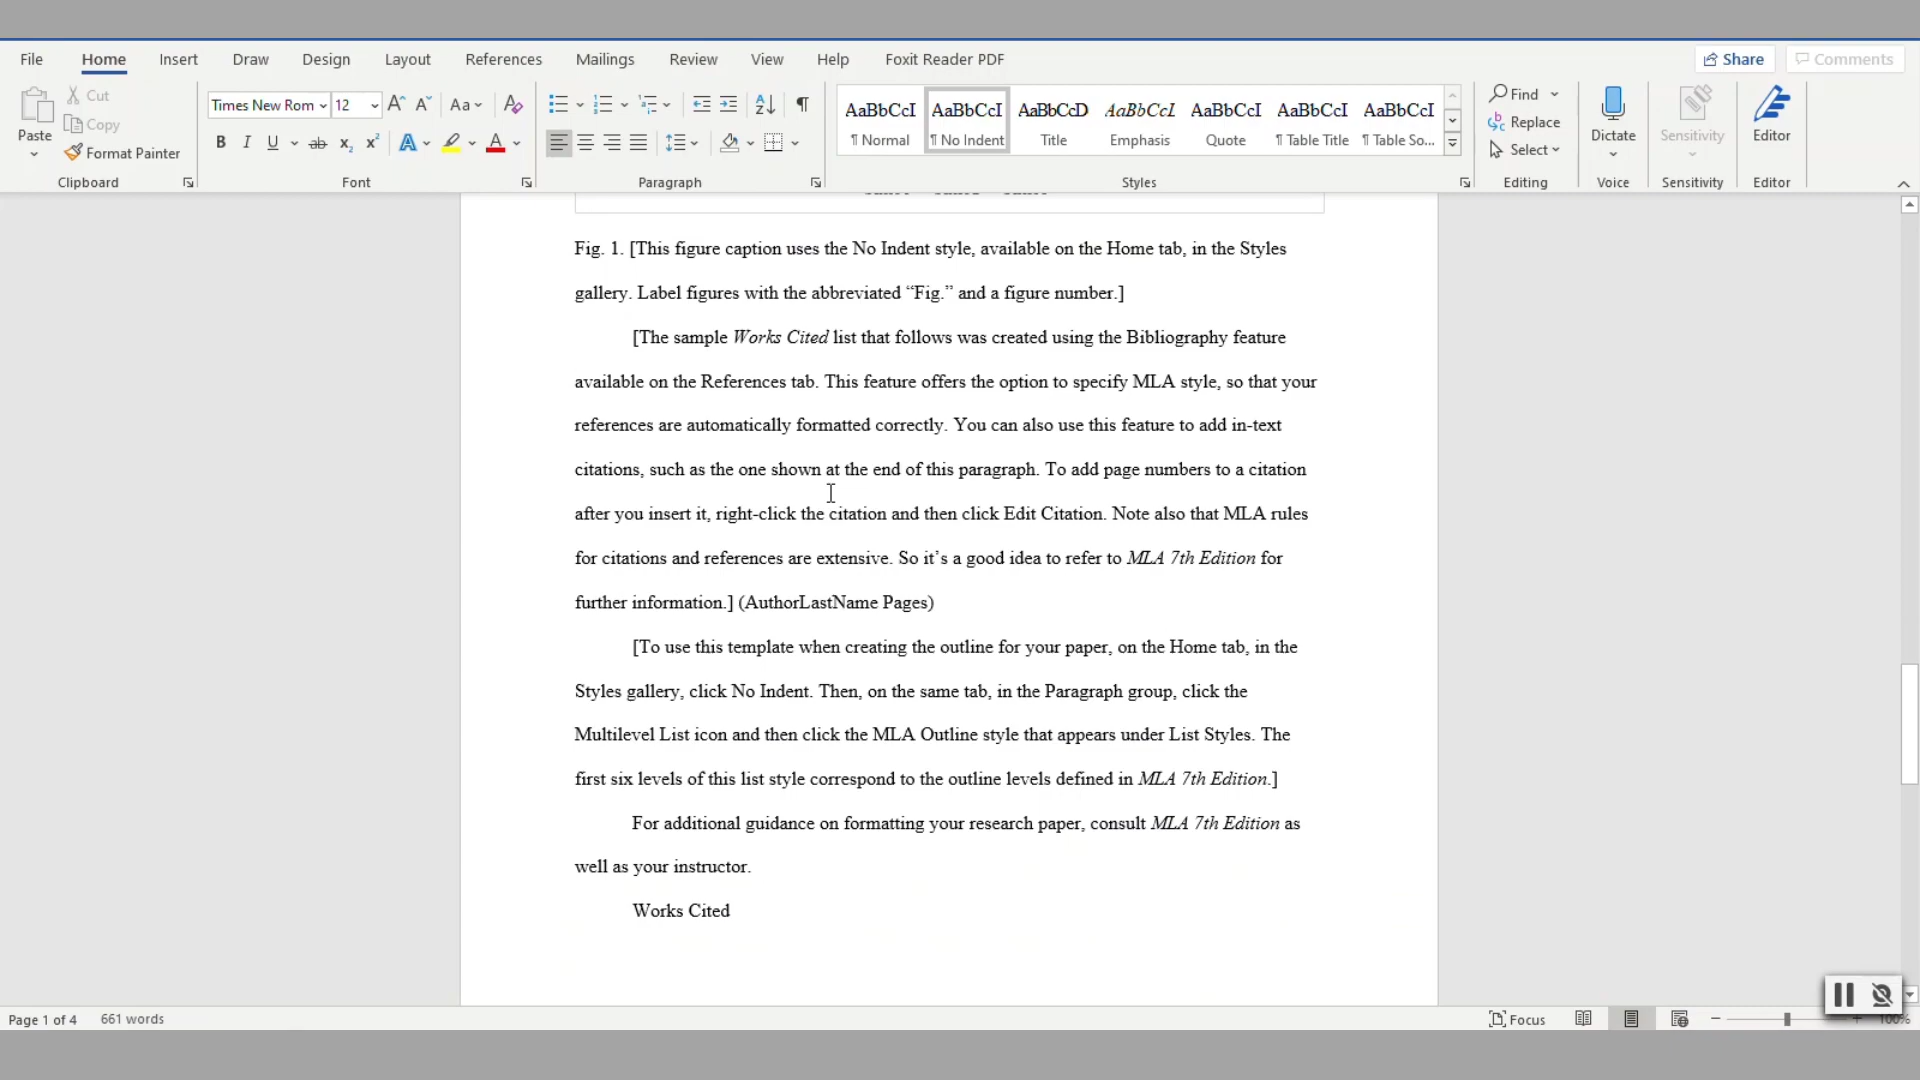 File Home Insert Draw Design Layout References Mailings Review View Help Foxit Reader PDF Share Comments
Paste Cut Copy Format Painter Clipboard
Times New Rom 12 Aa Font
Paragraph
AaBbCcI AaBbCcI AaBbCcD AaBbCcI AaBbCcI AaBbCcI AaBbCcI
¶ Normal ¶ No Indent Title Emphasis Quote ¶ Table Title ¶ Table So...
Styles
Find Replace Select Editing
Dictate Voice
Sensitivity Sensitivity
Editor Editor
Fig. 1. [This figure caption uses the No Indent style, available on the Home tab, in the Styles
gallery. Label figures with the abbreviated “Fig.” and a figure number.]
[The sample Works Cited list that follows was created using the Bibliography feature
available on the References tab. This feature offers the option to specify MLA style, so that your
references are automatically formatted correctly. You can also use this feature to add in-text
citations, such as the one shown at the end of this paragraph. To add page numbers to a citation
after you insert it, right-click the citation and then click Edit Citation. Note also that MLA rules
for citations and references are extensive. So it’s a good idea to refer to MLA 7th Edition for
further information.] (AuthorLastName Pages)
[To use this template when creating the outline for your paper, on the Home tab, in the
Styles gallery, click No Indent. Then, on the same tab, in the Paragraph group, click the
Multilevel List icon and then click the MLA Outline style that appears under List Styles. The
first six levels of this list style correspond to the outline levels defined in MLA 7th Edition.]
For additional guidance on formatting your research paper, consult MLA 7th Edition as
well as your instructor.
Works Cited
Page 1 of 4 661 words Focus 100%